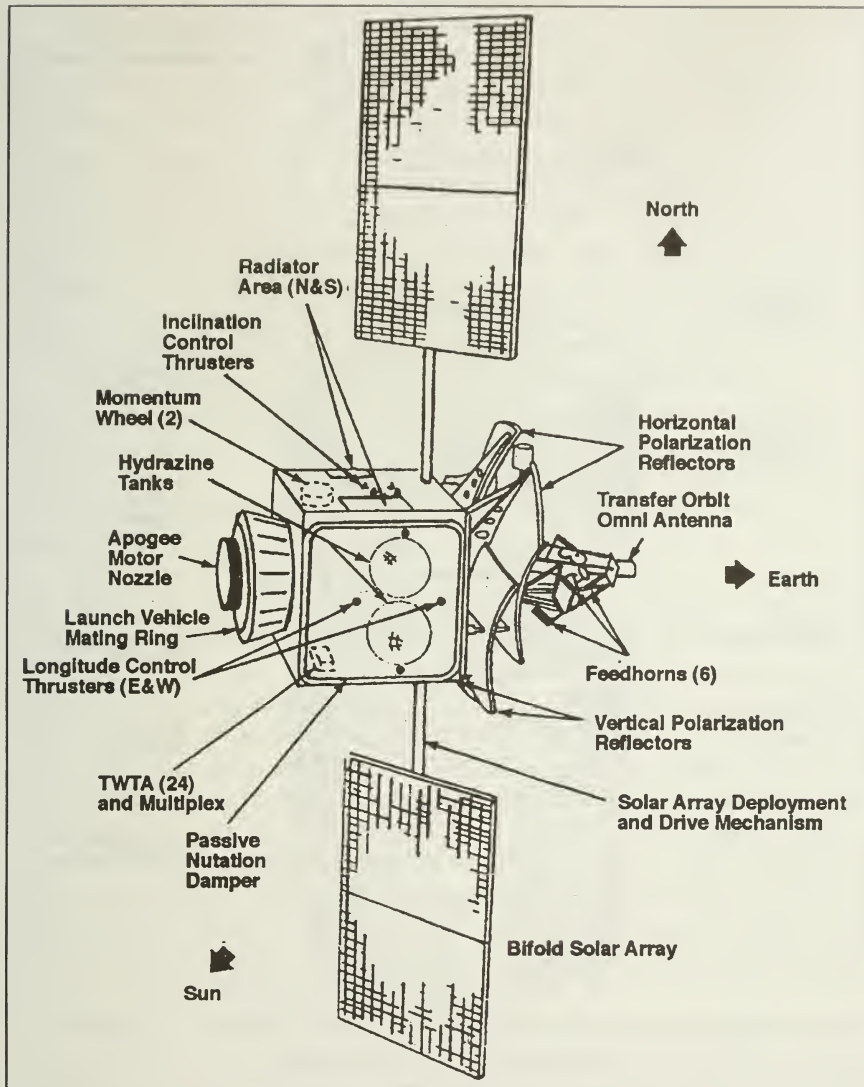 North
Radiator
Area (N&S)
Inclination
Control
Thrusters
Momentum
Wheel (2)
Hydrazine
Tanks
Apogee
Motor
Nozzle
Launch Vehicle
Mating Ring
Longitude Control
Thrusters (E&W)
TWTA (24)
and Multiplex
Passive
Nutation
Damper
Sun
Horizontal
Polarization
Reflectors
Transfer Orbit
Omni Antenna
Earth
Feedhorns (6)
Vertical Polarization
Reflectors
Solar Array Deployment
and Drive Mechanism
Bifold Solar Array